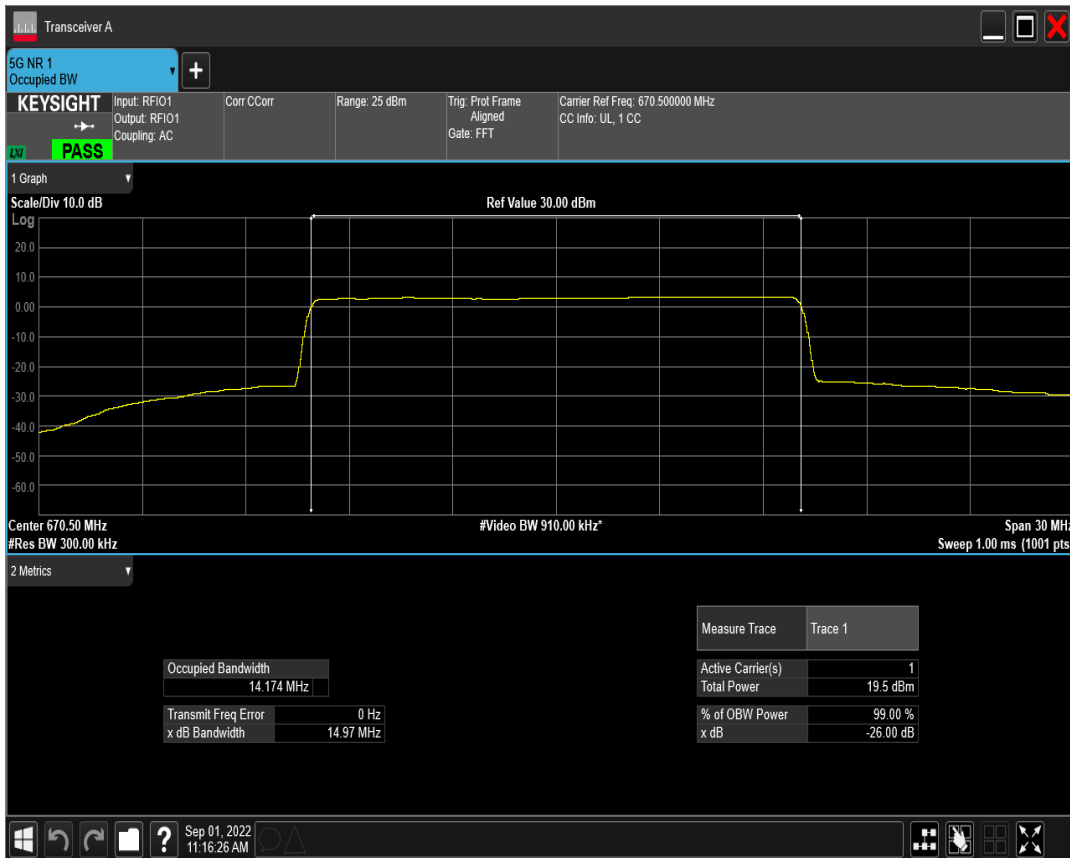 Transceiver A
5G NR 1
Occupied BW
+
KEYSIGHT
LXI
PASS
Input: RFIO1
Output: RFIO1
Coupling: AC
Corr CCorr
Range: 25 dBm
Trig: Prot Frame
Aligned
Gate: FFT
Carrier Ref Freq: 670.500000 MHz
CC Info: UL, 1 CC
1 Graph
Scale/Div 10.0 dB
Ref Value 30.00 dBm
Log
20.0
10.0
0.00
-10.0
-20.0
-30.0
-40.0
-50.0
-60.0
Center 670.50 MHz
#Video BW 910.00 kHz*
Span 30 MHz
#Res BW 300.00 kHz
Sweep 1.00 ms (1001 pts
2 Metrics
Measure Trace Trace 1
Occupied Bandwidth
14.174 MHz
Active Carrier(s) 1
Total Power 19.5 dBm
Transmit Freq Error 0 Hz
x dB Bandwidth 14.97 MHz
% of OBW Power 99.00 %
x dB -26.00 dB
?
Sep 01, 2022
11:16:26 AM